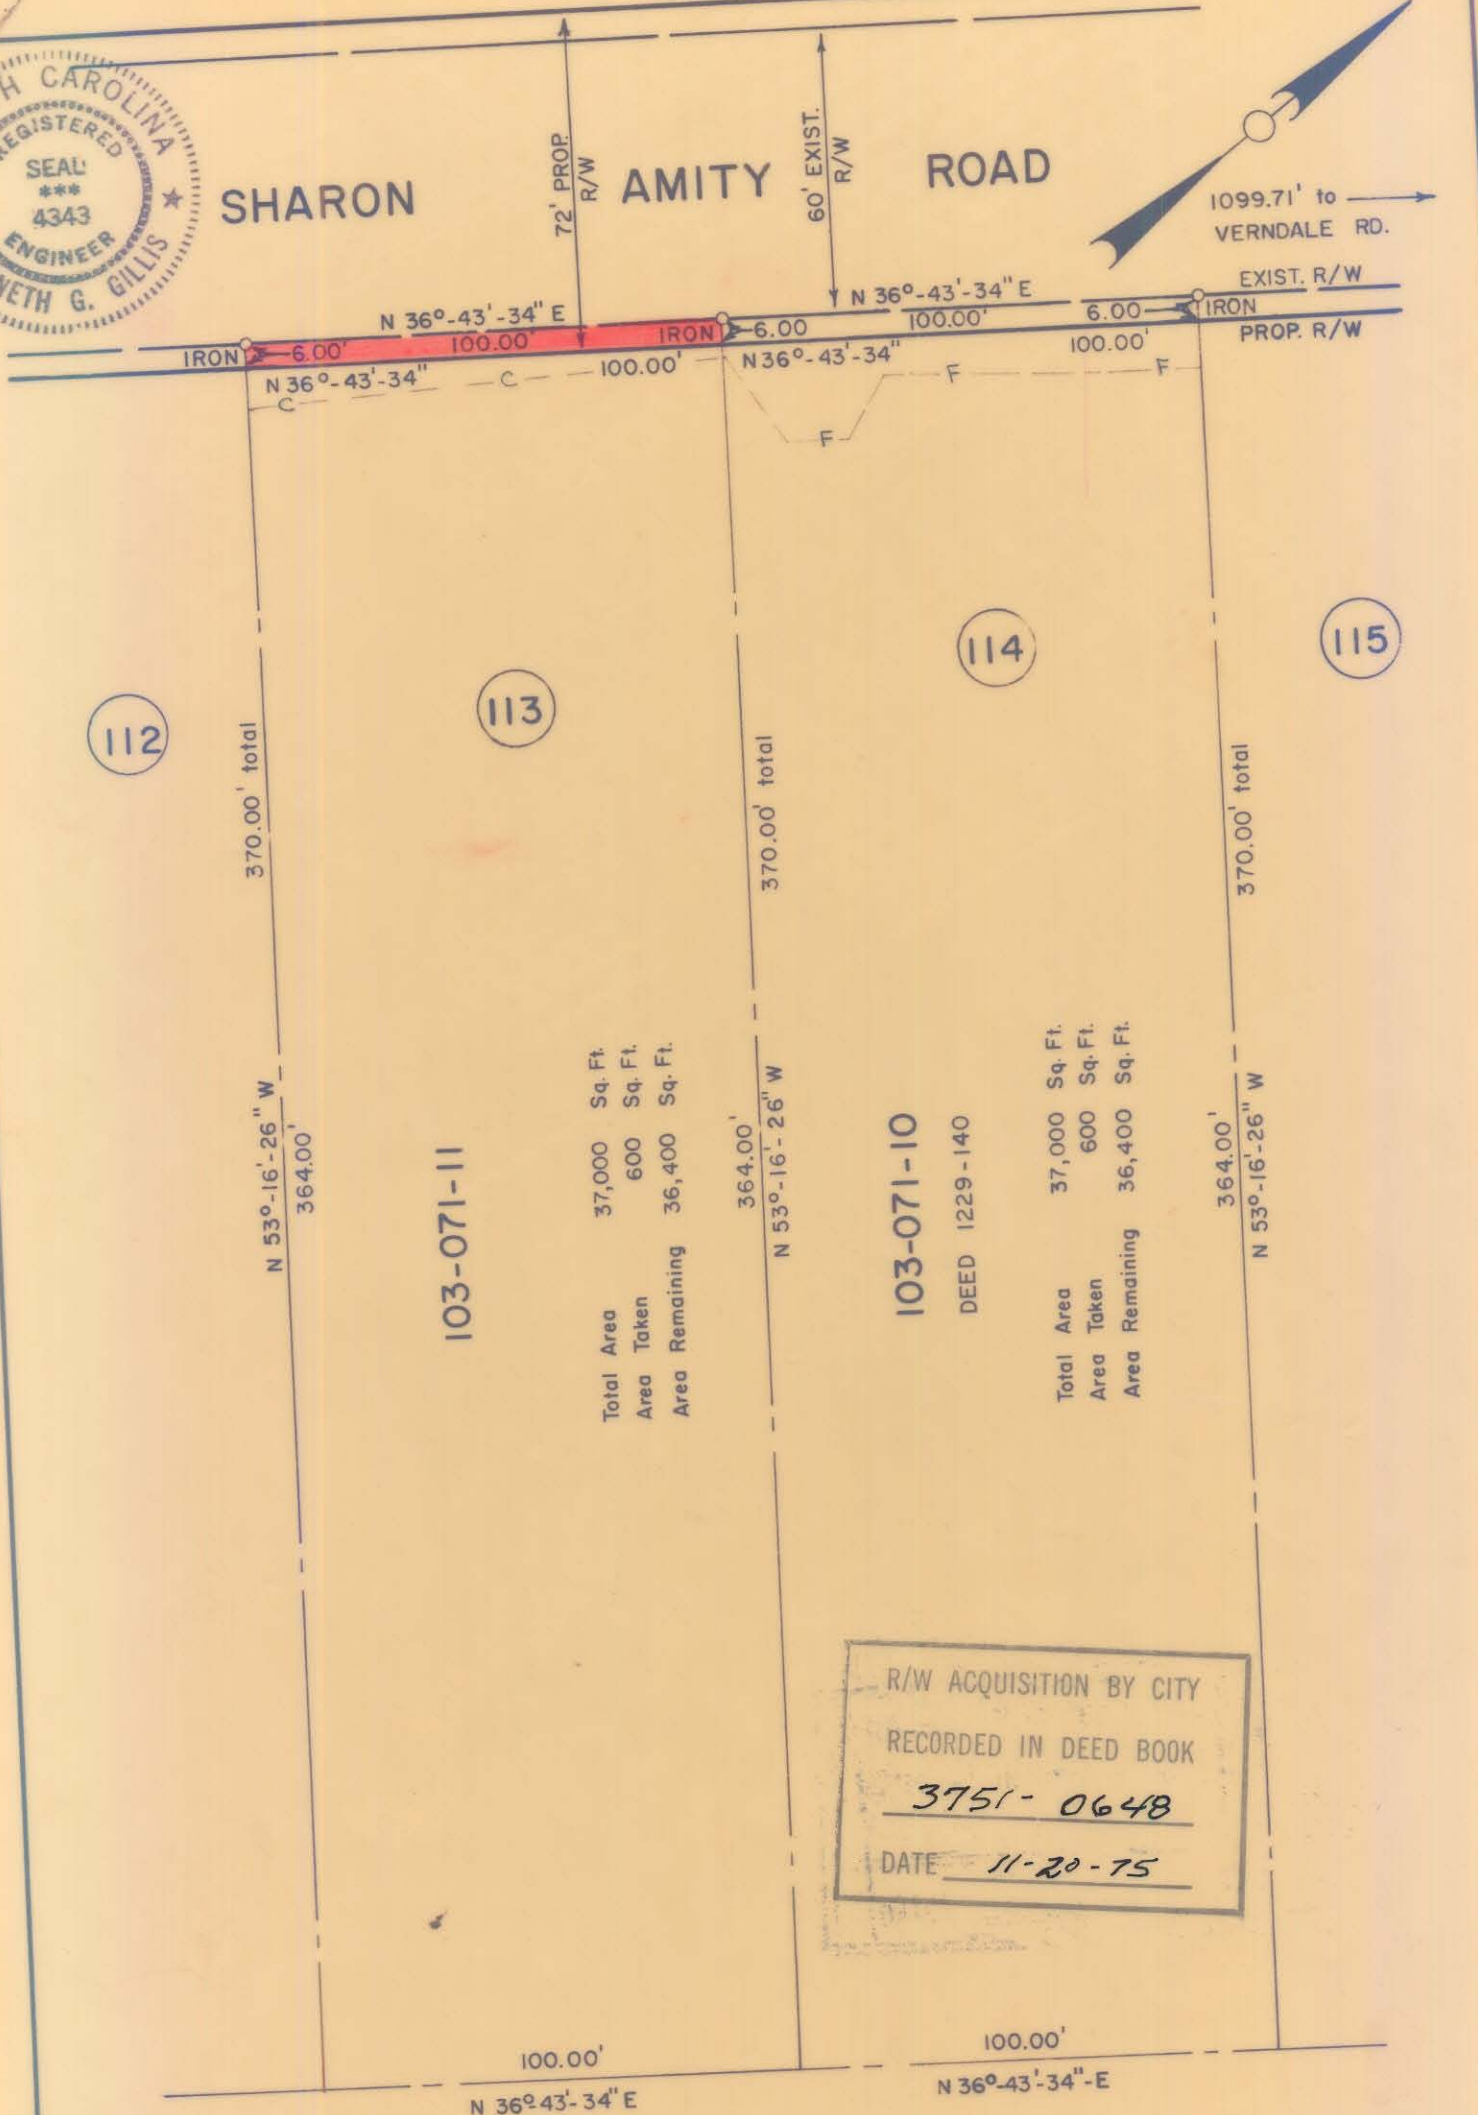 H CAROLINA
REGISTERED
SEAL
***
4343
ENGINEER
NETH G. GILLIS
SHARON AMITY ROAD
72' PROP.
R/W
60' EXIST.
R/W
1099.71' to
VERNDALE RD.
EXIST. R/W
PROP. R/W
N 36°-43'-34" E
N 36°-43'-34" E
IRON
6.00'
100.00'
IRON
6.00
100.00'
6.00
IRON
N 36°-43'-34"
100.00'
N 36°-43'-34"
100.00'
C
C
F
F
F
112
113
114
115
370.00' total
370.00' total
370.00' total
N 53°-16'-26" W
364.00'
364.00'
N 53°-16'-26" W
364.00'
N 53°-16'-26" W
103-071-11
Total Area 37,000 Sq. Ft.
Area Taken 600 Sq. Ft.
Area Remaining 36,400 Sq. Ft.
103-071-10
DEED 1229-140
Total Area 37,000 Sq. Ft.
Area Taken 600 Sq. Ft.
Area Remaining 36,400 Sq. Ft.
R/W ACQUISITION BY CITY
RECORDED IN DEED BOOK
3751- 0648
DATE 11-20-75
100.00'
N 36°43'-34" E
100.00'
N 36°-43'-34"-E